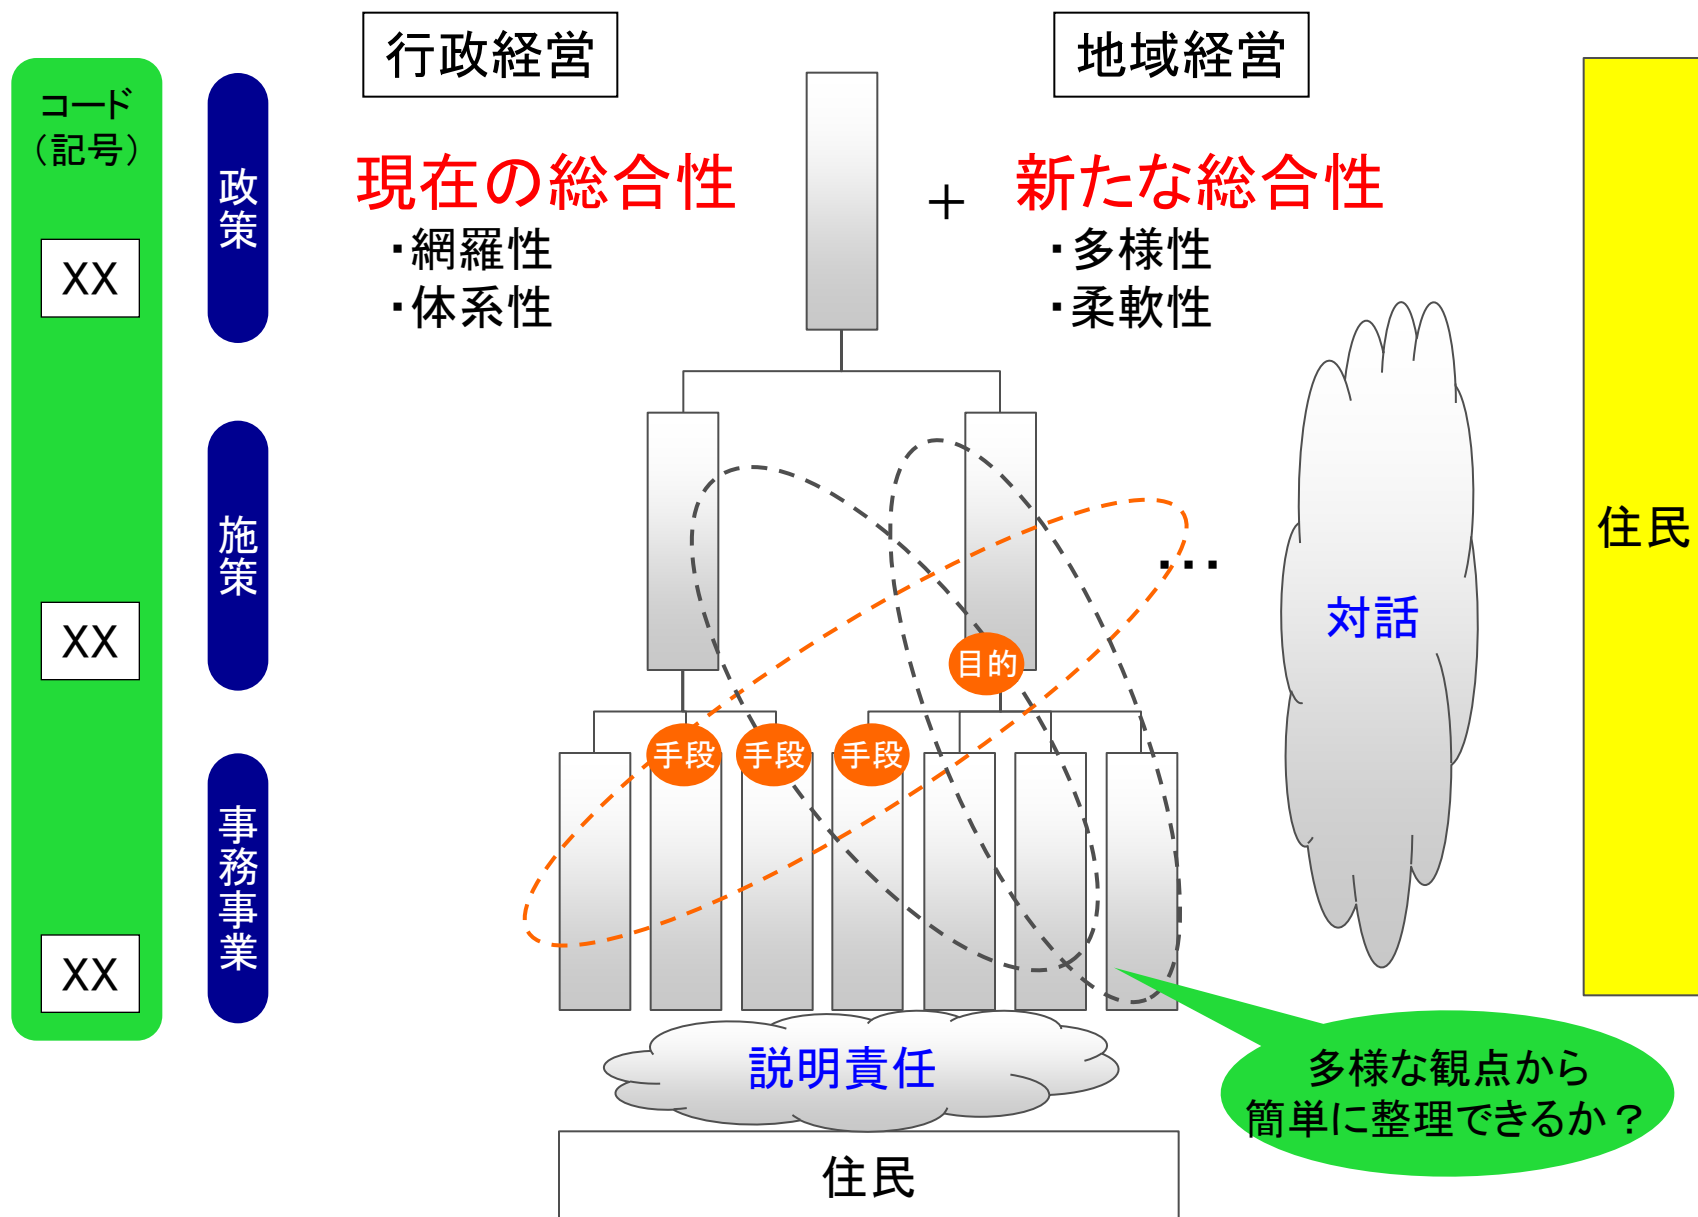 行政経営
地域経営
コード
（記号）
XX
XX
XX
政策
施策
事務事業
現在の総合性
・網羅性
・体系性
＋
新たな総合性
・多様性
・柔軟性
…
目的
手段
手段
手段
対話
住民
説明責任
住民
多様な観点から
簡単に整理できるか？